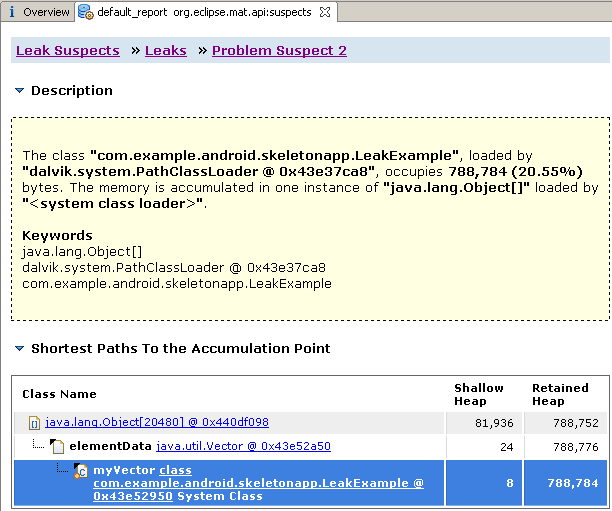 i Overview default_report org.eclipse.mat.api:suspects
Leak Suspects » Leaks » Problem Suspect 2
Description
The class "com.example.android.skeletonapp.LeakExample", loaded by
"dalvik.system.PathClassLoader @ 0x43e37ca8", occupies 788,784 (20.55%)
bytes. The memory is accumulated in one instance of "java.lang.Object[]" loaded by
"<system class loader>".
Keywords
java.lang.Object[]
dalvik.system.PathClassLoader @ 0x43e37ca8
com.example.android.skeletonapp.LeakExample
Shortest Paths To the Accumulation Point
Class Name Shallow Heap Retained Heap
java.lang.Object[20480] @ 0x440df098 81,936 788,752
elementData java.util.Vector @ 0x43e52a50 24 788,776
myVector class
com.example.android.skeletonapp.LeakExample @ 8 788,784
0x43e52950 System Class